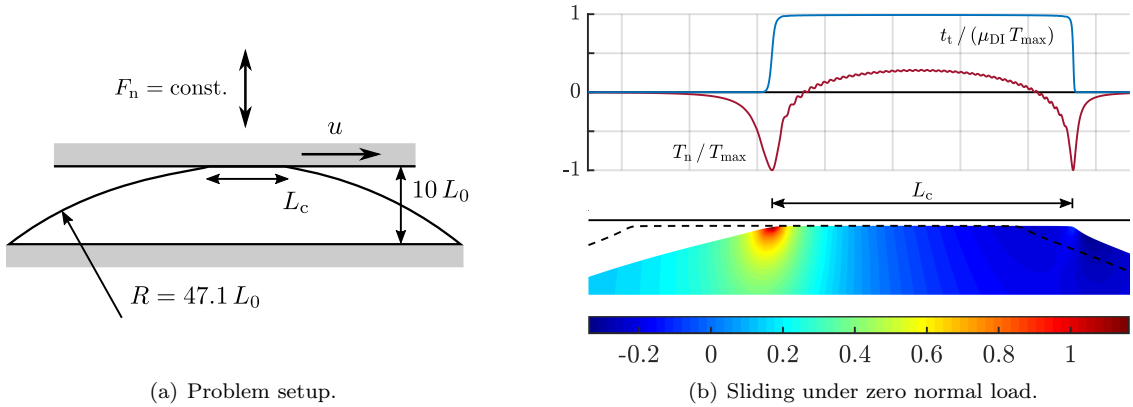 F_n = const.
u
L_c
10 L_0
R = 47.1 L_0
(a) Problem setup.
1
t_t / (μ_DI T_max)
0
T_n / T_max
-1
L_c
-0.2 0 0.2 0.4 0.6 0.8 1
(b) Sliding under zero normal load.